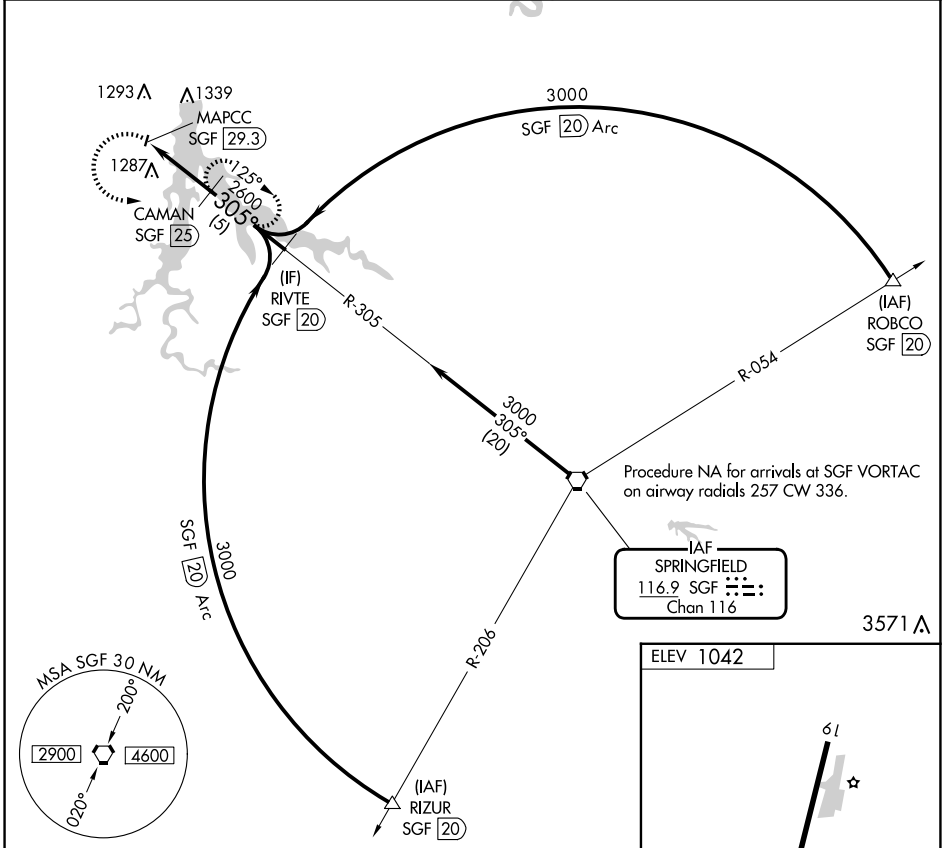 3000
SGF 20 Arc
1293
1339
MAPCC
SGF 29.3
1287
125°
2600
305°
(5)
CAMAN
SGF 25
(IF)
RIVTE
SGF 20
R-305
(IAF)
ROBCO
SGF 20
R-054
3000
305°
(20)
Procedure NA for arrivals at SGF VORTAC
on airway radials 257 CW 336.
IAF
SPRINGFIELD
116.9 SGF
Chan 116
3000
SGF 20 Arc
R-206
3571
MSA SGF 30 NM
200°
2900
4600
020°
(IAF)
RIZUR
SGF 20
ELEV 1042
61